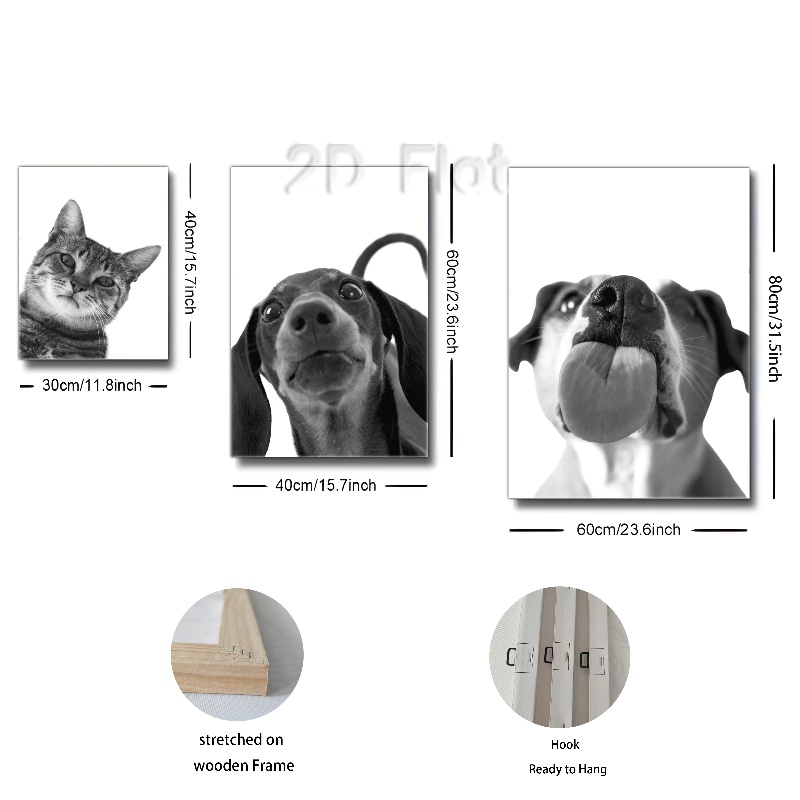 2D Flat
40cm/15.7inch
30cm/11.8inch
60cm/23.6inch
40cm/15.7inch
80cm/31.5inch
60cm/23.6inch
stretched on
wooden Frame
Hook
Ready to Hang